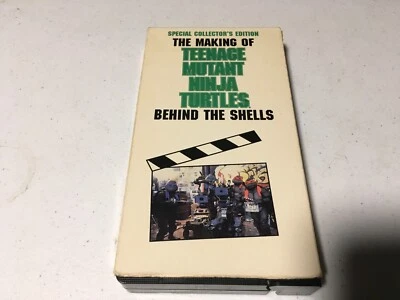 SPECIAL COLLECTOR'S EDITION
THE MAKING OF
TEENAGE
MUTANT
NINJA
TURTLES
BEHIND THE SHELLS